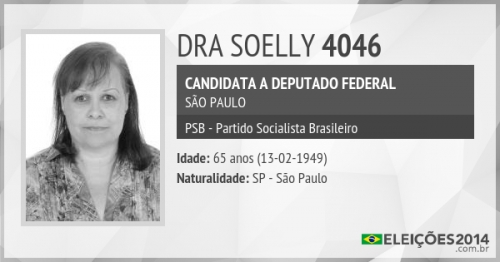 DRA SOELLY 4046
CANDIDATA A DEPUTADO FEDERAL
SÃO PAULO
PSB - Partido Socialista Brasileiro
Idade: 65 anos (13-02-1949)
Naturalidade: SP - São Paulo
ELEIÇÕES2014
.com.br